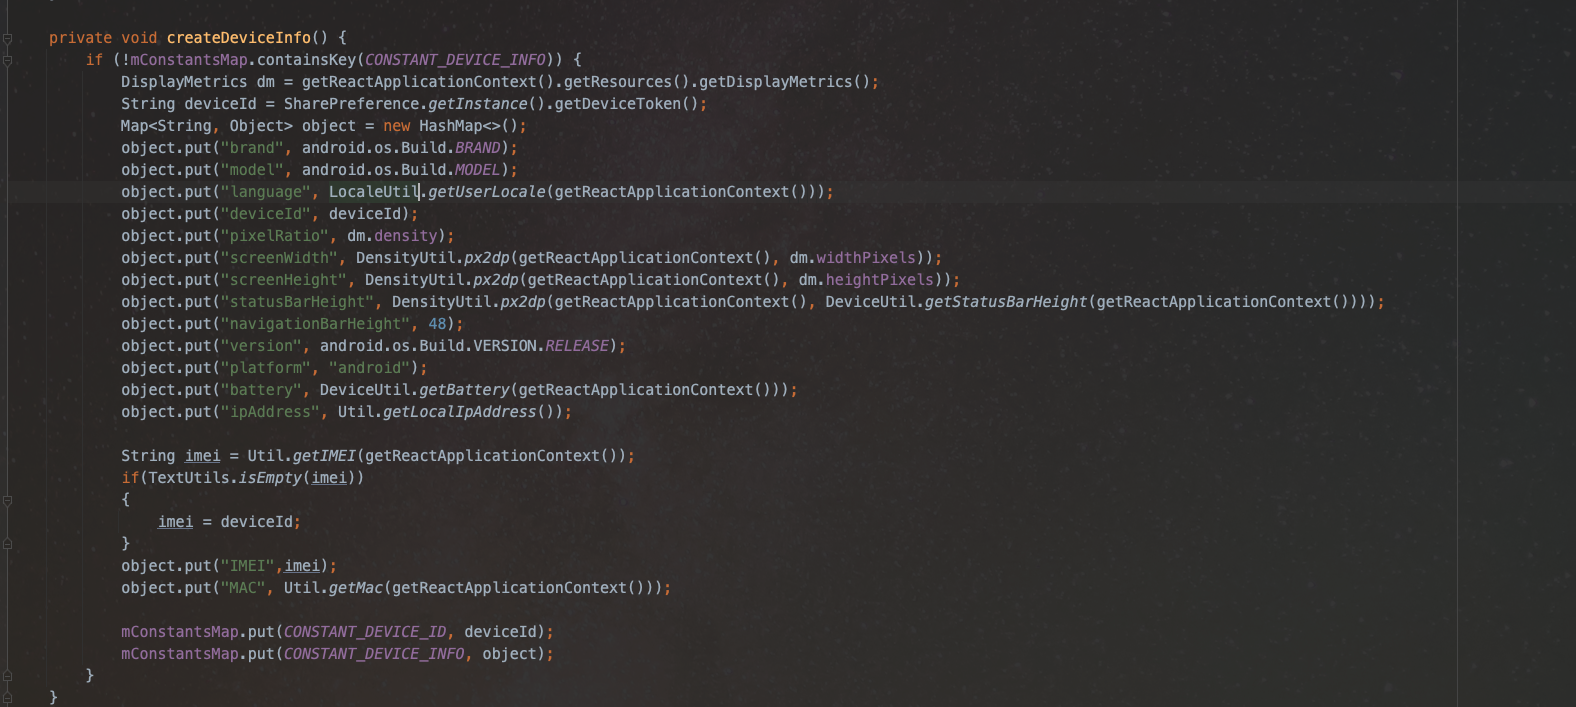 private void createDeviceInfo() {
if (!mConstantsMap.containsKey(CONSTANT_DEVICE_INFO)) {
DisplayMetrics dm = getReactApplicationContext().getResources().getDisplayMetrics();
String deviceId = SharePreference.getInstance().getDeviceToken();
Map<String, Object> object = new HashMap<>();
object.put("brand", android.os.Build.BRAND);
object.put("model", android.os.Build.MODEL);
object.put("language", LocaleUtil.getUserLocale(getReactApplicationContext()));
object.put("deviceId", deviceId);
object.put("pixelRatio", dm.density);
object.put("screenWidth", DensityUtil.px2dp(getReactApplicationContext(), dm.widthPixels));
object.put("screenHeight", DensityUtil.px2dp(getReactApplicationContext(), dm.heightPixels));
object.put("statusBarHeight", DensityUtil.px2dp(getReactApplicationContext(), DeviceUtil.getStatusBarHeight(getReactApplicationContext())));
object.put("navigationBarHeight", 48);
object.put("version", android.os.Build.VERSION.RELEASE);
object.put("platform", "android");
object.put("battery", DeviceUtil.getBattery(getReactApplicationContext()));
object.put("ipAddress", Util.getLocalIpAddress());
String imei = Util.getIMEI(getReactApplicationContext());
if(TextUtils.isEmpty(imei))
{
imei = deviceId;
}
object.put("IMEI",imei);
object.put("MAC", Util.getMac(getReactApplicationContext()));
mConstantsMap.put(CONSTANT_DEVICE_ID, deviceId);
mConstantsMap.put(CONSTANT_DEVICE_INFO, object);
}
}